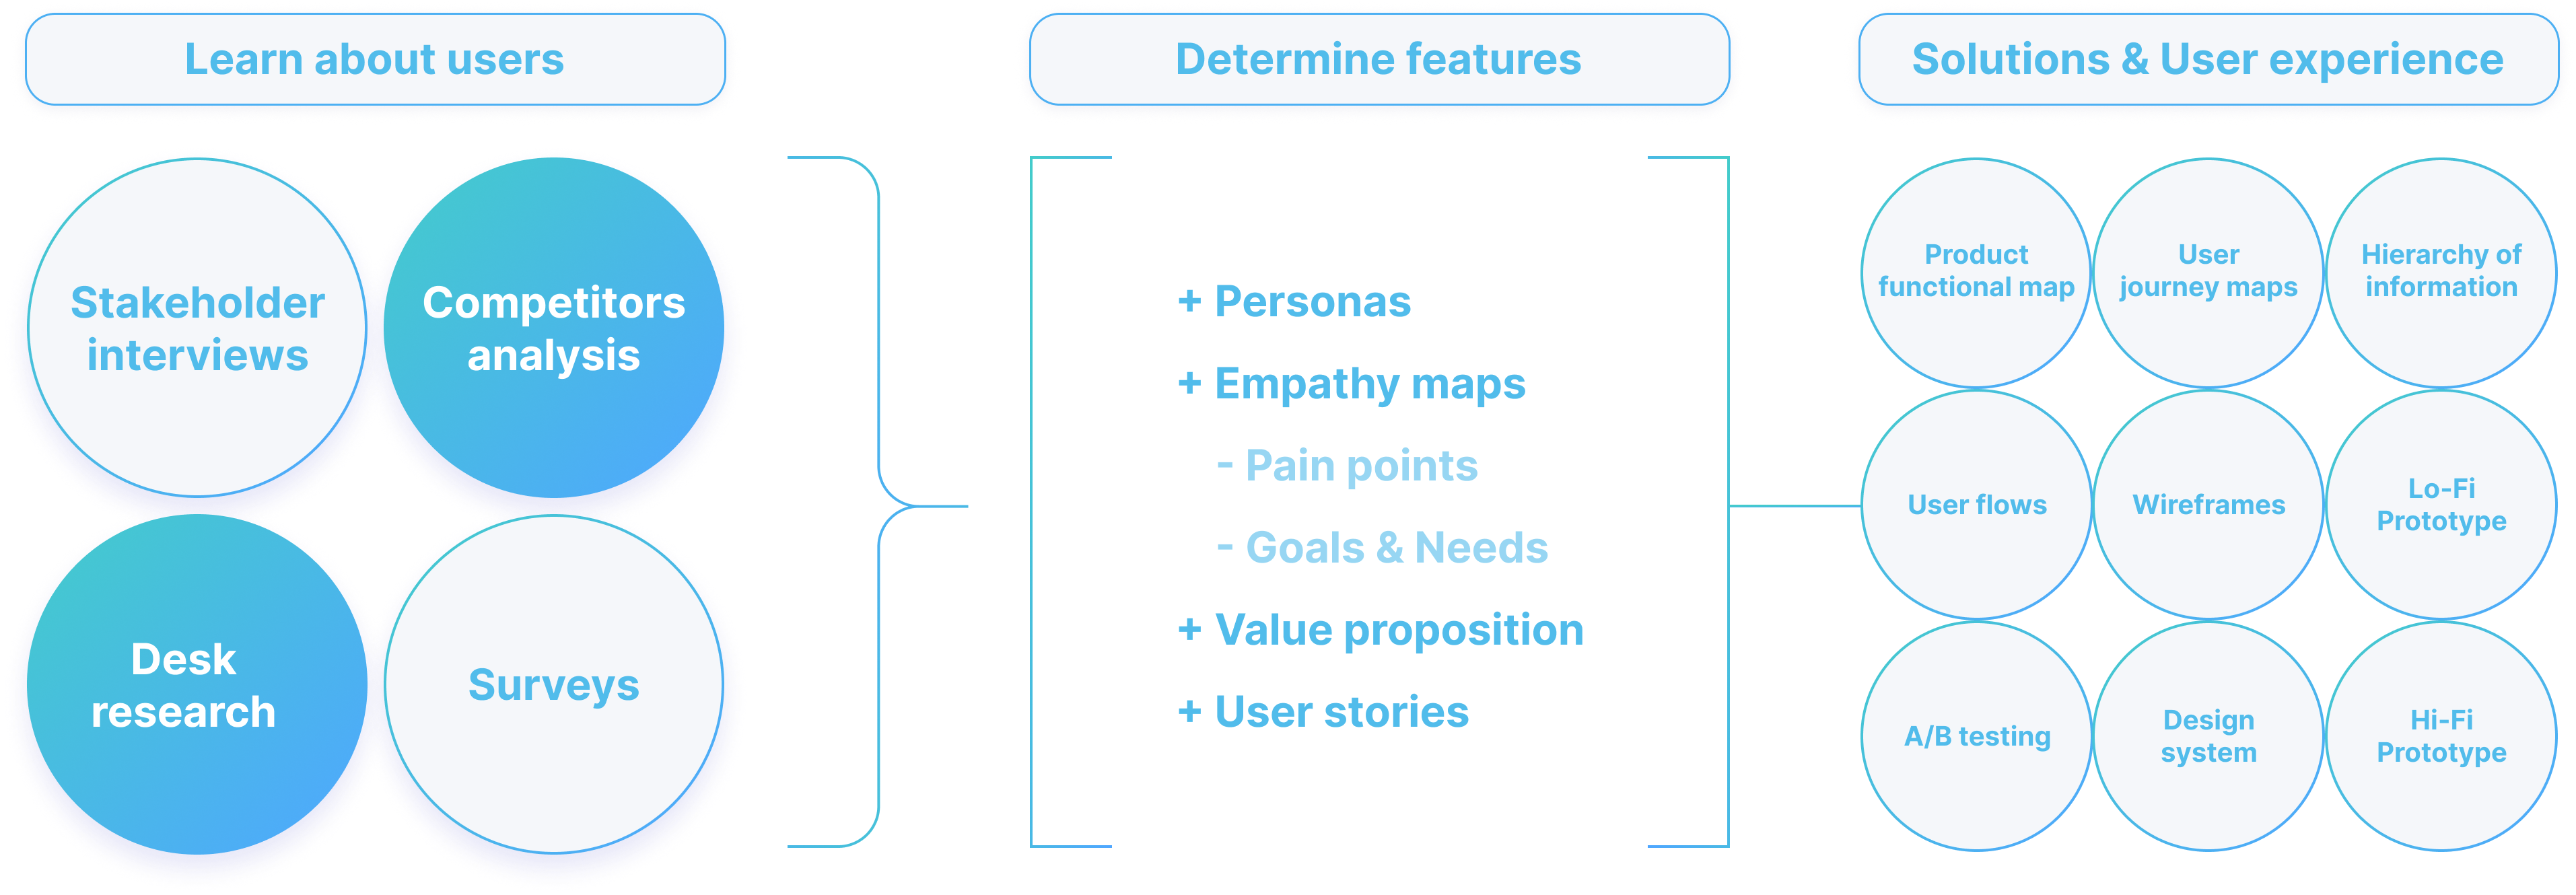 Learn about users
Determine features
Solutions & User experience
Stakeholder
interviews
Competitors
analysis
Desk
research
Surveys
+ Personas
+ Empathy maps
- Pain points
- Goals & Needs
+ Value proposition
+ User stories
Product
functional map
User
journey maps
Hierarchy of
information
User flows
Wireframes
Lo-Fi
Prototype
A/B testing
Design
system
Hi-Fi
Prototype